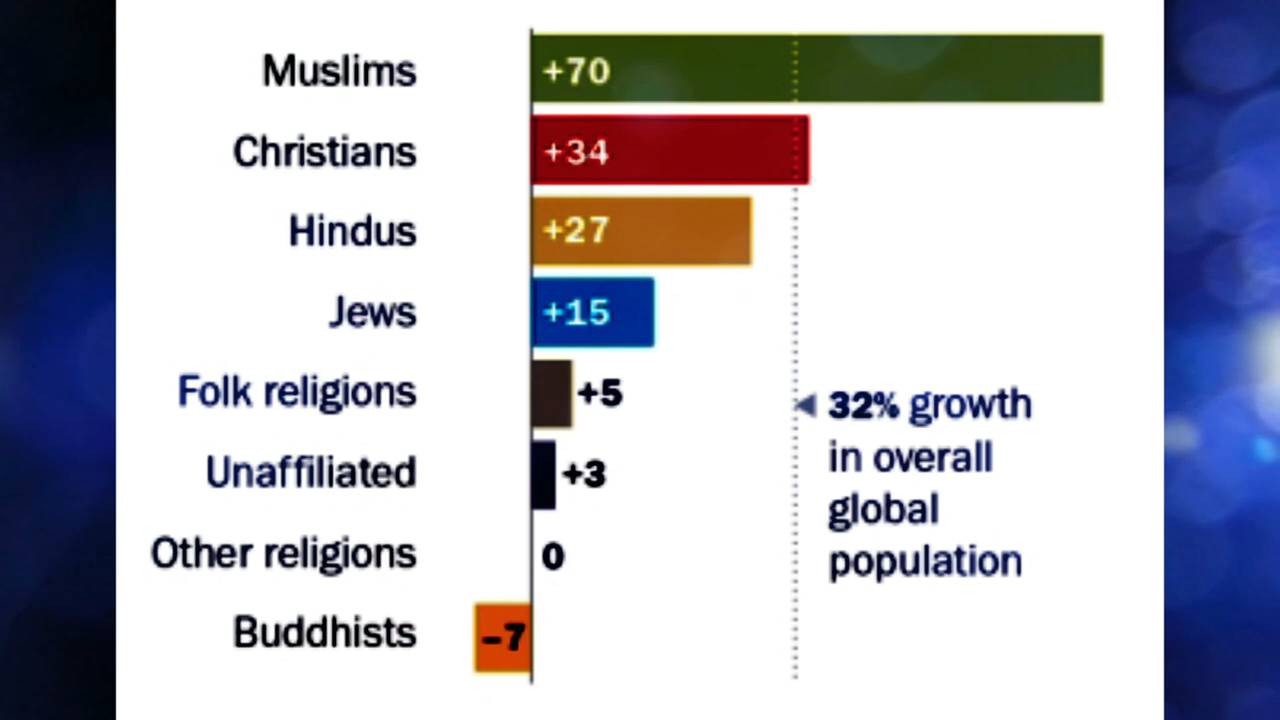 Muslims +70
Christians +34
Hindus +27
Jews +15
Folk religions +5
Unaffiliated +3
Other religions 0
Buddhists –7
32% growth
in overall
global
population